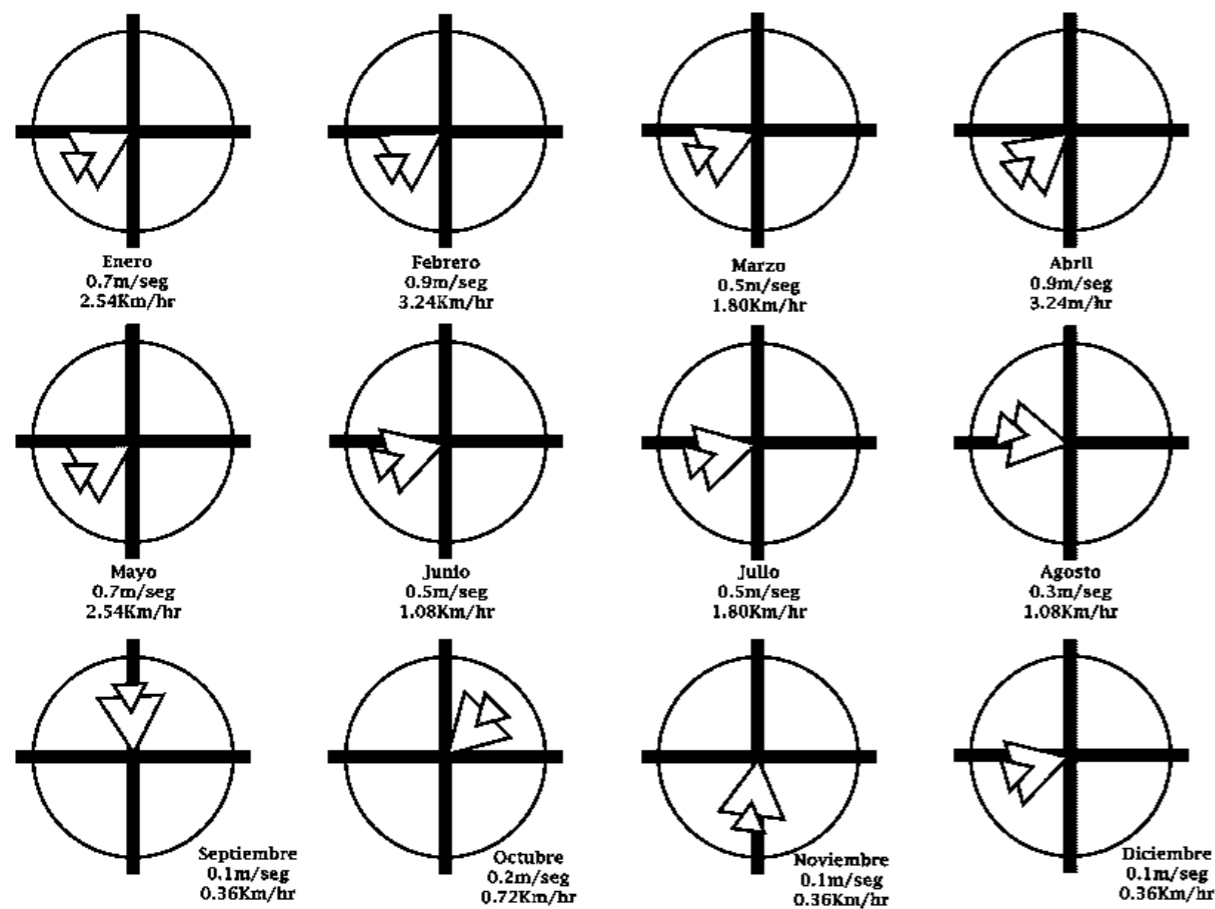 Enero
0.7m/seg
2.54Km/hr
Febrero
0.9m/seg
3.24Km/hr
Marzo
0.5m/seg
1.80Km/hr
Abril
0.9m/seg
3.24m/hr
Mayo
0.7m/seg
2.54Km/hr
Junio
0.5m/seg
1.08Km/hr
Julio
0.5m/seg
1.80Km/hr
Agosto
0.3m/seg
1.08Km/hr
Septiembre
0.1m/seg
0.36Km/hr
Octubre
0.2m/seg
0.72Km/hr
Noviembre
0.1m/seg
0.36Km/hr
Diciembre
0.1m/seg
0.36Km/hr